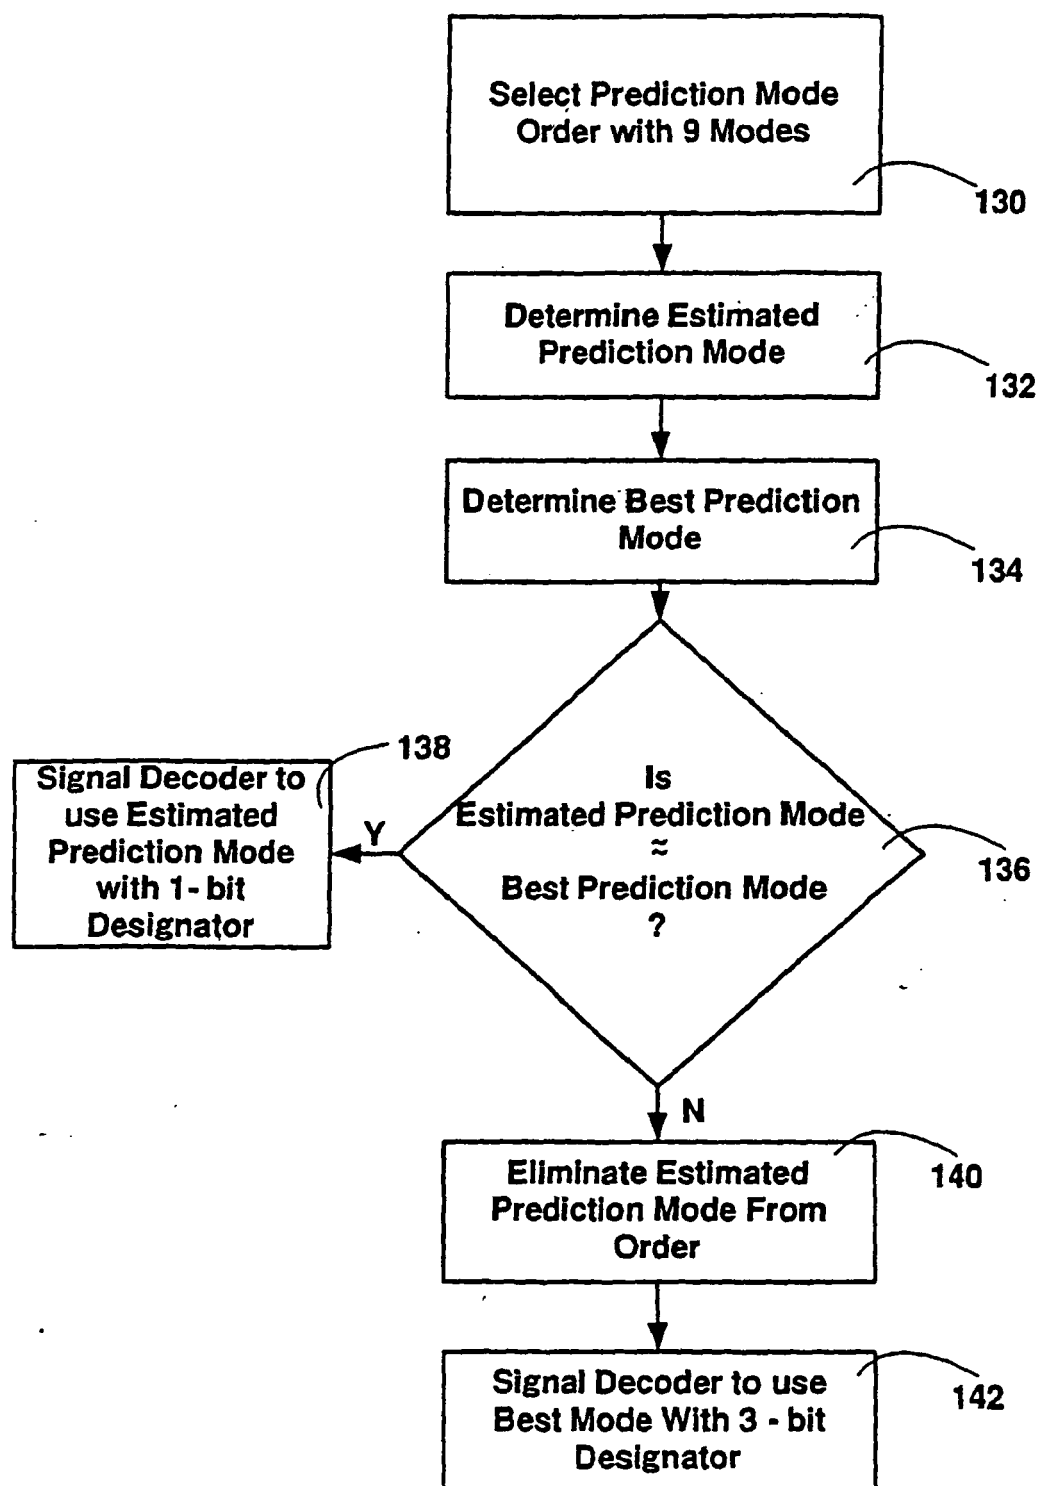 Select Prediction Mode
Order with 9 Modes
130
Determine Estimated
Prediction Mode
132
Determine Best Prediction
Mode
134
Is
Estimated Prediction Mode
≈
Best Prediction Mode
?
136
138
Signal Decoder to
use Estimated
Prediction Mode
with 1-bit
Designator
Y
N
Eliminate Estimated
Prediction Mode From
Order
140
Signal Decoder to use
Best Mode With 3 - bit
Designator
142